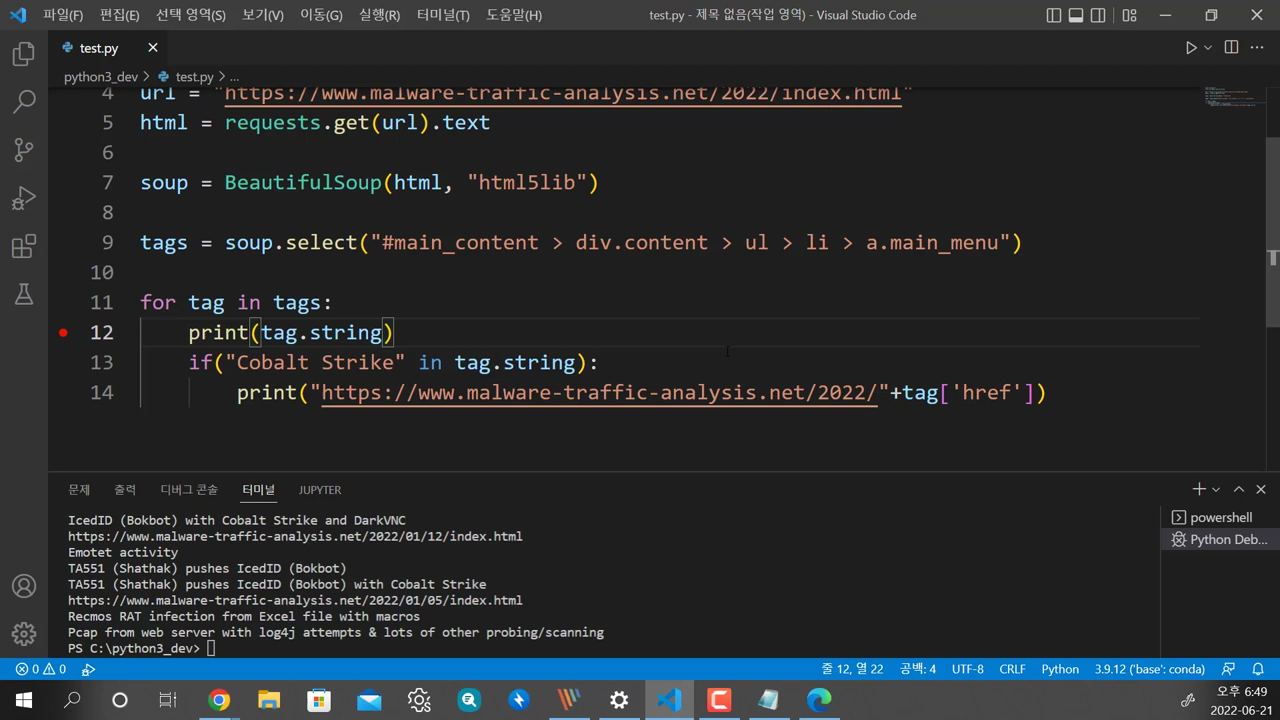 파일(F) 편집(E) 선택 영역(S) 보기(V) 이동(G) 실행(R) 터미널(T) 도움말(H) test.py - 제목 없음(작업 영역) - Visual Studio Code
test.py
python3_dev > test.py > ...
4 url = "https://www.malware-traffic-analysis.net/2022/index.html"
5 html = requests.get(url).text
6
7 soup = BeautifulSoup(html, "html5lib")
8
9 tags = soup.select("#main_content > div.content > ul > li > a.main_menu")
10
11 for tag in tags:
12 print(tag.string)
13 if("Cobalt Strike" in tag.string):
14 print("https://www.malware-traffic-analysis.net/2022/"+tag['href'])
문제 출력 디버그 콘솔 터미널 JUPYTER
IcedID (Bokbot) with Cobalt Strike and DarkVNC
https://www.malware-traffic-analysis.net/2022/01/12/index.html
Emotet activity
TA551 (Shathak) pushes IcedID (Bokbot)
TA551 (Shathak) pushes IcedID (Bokbot) with Cobalt Strike
https://www.malware-traffic-analysis.net/2022/01/05/index.html
Recmos RAT infection from Excel file with macros
Pcap from web server with log4j attempts & lots of other probing/scanning
PS C:\python3_dev>
powershell
Python Deb...
0 0 줄 12, 열 22 공백: 4 UTF-8 CRLF Python 3.9.12 ('base': conda)
오후 6:49
2022-06-21